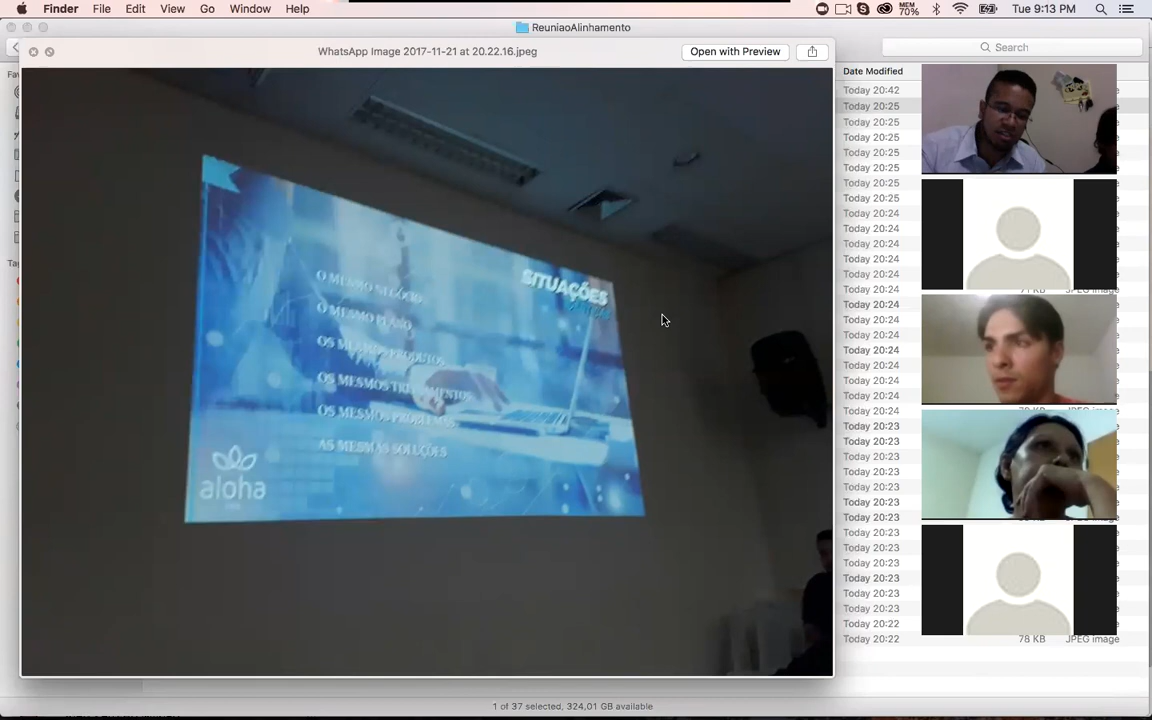 Finder File Edit View Go Window Help
MEM
70%
Tue 9:13 PM
ReuniaoAlinhamento
WhatsApp Image 2017-11-21 at 20.22.16.jpeg
Open with Preview
Search
Date Modified
Today 20:42
Today 20:25
Today 20:25
Today 20:25
Today 20:25
Today 20:25
Today 20:25
Today 20:25
Today 20:24
Today 20:24
Today 20:24
Today 20:24
Today 20:24
Today 20:24
Today 20:24
Today 20:24
Today 20:24
Today 20:24
Today 20:24
Today 20:24
Today 20:24
Today 20:24
Today 20:23
Today 20:23
Today 20:23
Today 20:23
Today 20:23
Today 20:23
Today 20:23
Today 20:23
Today 20:23
Today 20:23
Today 20:23
Today 20:23
Today 20:23
Today 20:22
Today 20:22 78 KB JPEG image
SITUAÇÕES
O MESMO NEGÓCIO
O MESMO PLANO
OS MESMOS PRODUTOS
OS MESMOS TREINAMENTOS
OS MESMOS PROBLEMAS
AS MESMAS SOLUÇÕES
aloha
1 of 37 selected, 324,01 GB available